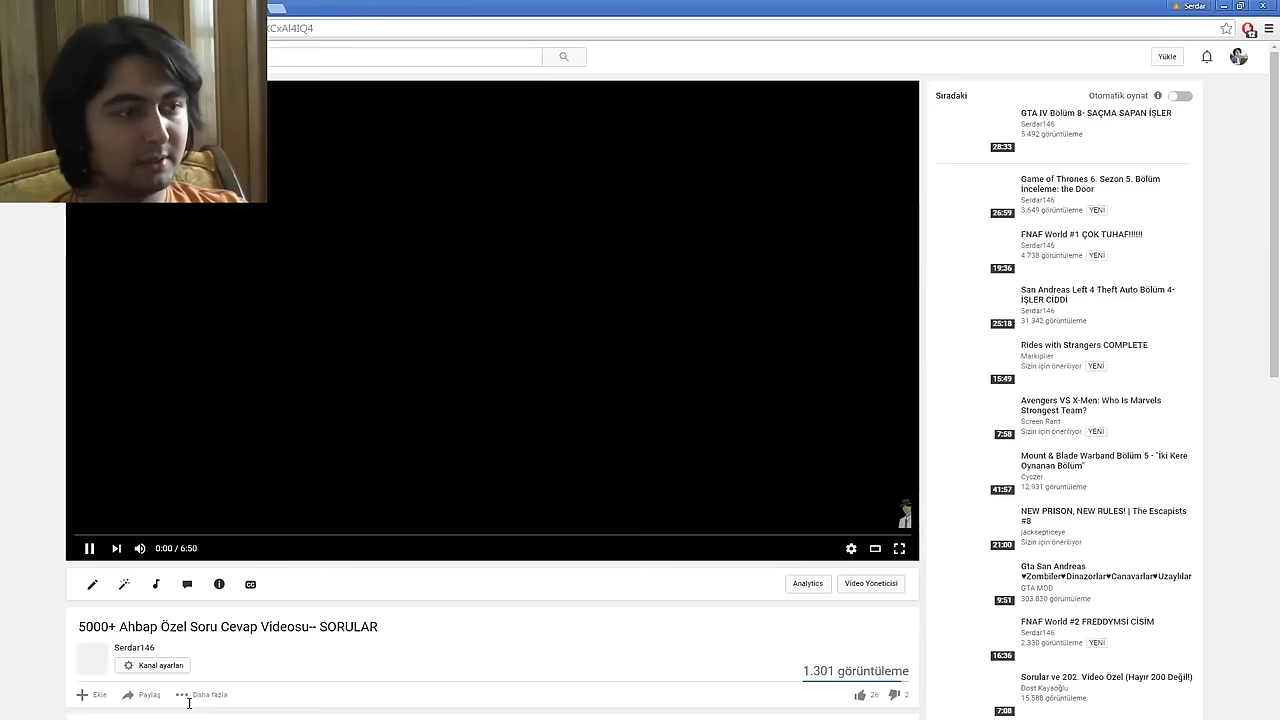 Serdar
CxAl4IQ4
12
Yükle
Sıradaki
Otomatik oynat
GTA IV Bölüm 8- SAÇMA SAPAN İŞLER
Serdar146
5.492 görüntüleme
28:33
Game of Thrones 6. Sezon 5. Bölüm
İnceleme: the Door
Serdar146
3.649 görüntüleme YENİ
26:59
FNAF World #1 ÇOK TUHAF!!!!!!
Serdar146
4.738 görüntüleme YENİ
19:36
San Andreas Left 4 Theft Auto Bölüm 4-
İŞLER CİDDİ
Serdar146
31.342 görüntüleme
25:18
Rides with Strangers COMPLETE
Markiplier
Sizin için öneriliyor YENİ
15:49
Avengers VS X-Men: Who Is Marvels
Strongest Team?
Screen Rant
Sizin için öneriliyor YENİ
7:58
Mount & Blade Warband Bölüm 5 - "İki Kere
Oynanan Bölüm"
Cyczer
12.931 görüntüleme
41:57
NEW PRISON, NEW RULES! | The Escapists
#8
jacksepticeye
Sizin için öneriliyor
21:00
Gta San Andreas
♥Zombiler♥Dinazorlar♥Canavarlar♥Uzaylılar
GTA MOD
303.830 görüntüleme
9:51
FNAF World #2 FREDDYMSİ CİSİM
Serdar146
2.330 görüntüleme YENİ
16:36
Sorular ve 202. Video Özel (Hayır 200 Değil!)
Dost Kayaoğlu
15.588 görüntüleme
7:08
0:00 / 6:50
CC
Analytics
Video Yöneticisi
5000+ Ahbap Özel Soru Cevap Videosu-- SORULAR
Serdar146
Kanal ayarları
1.301 görüntüleme
Ekle
Paylaş
Daha fazla
26
2